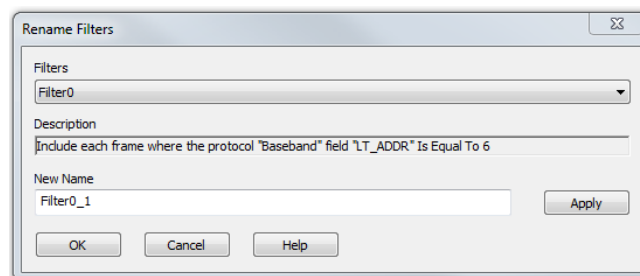 Rename Filters
Filters
Filter0
Description
Include each frame where the protocol "Baseband" field "LT_ADDR" Is Equal To 6
New Name
Filter0_1
Apply
OK Cancel Help